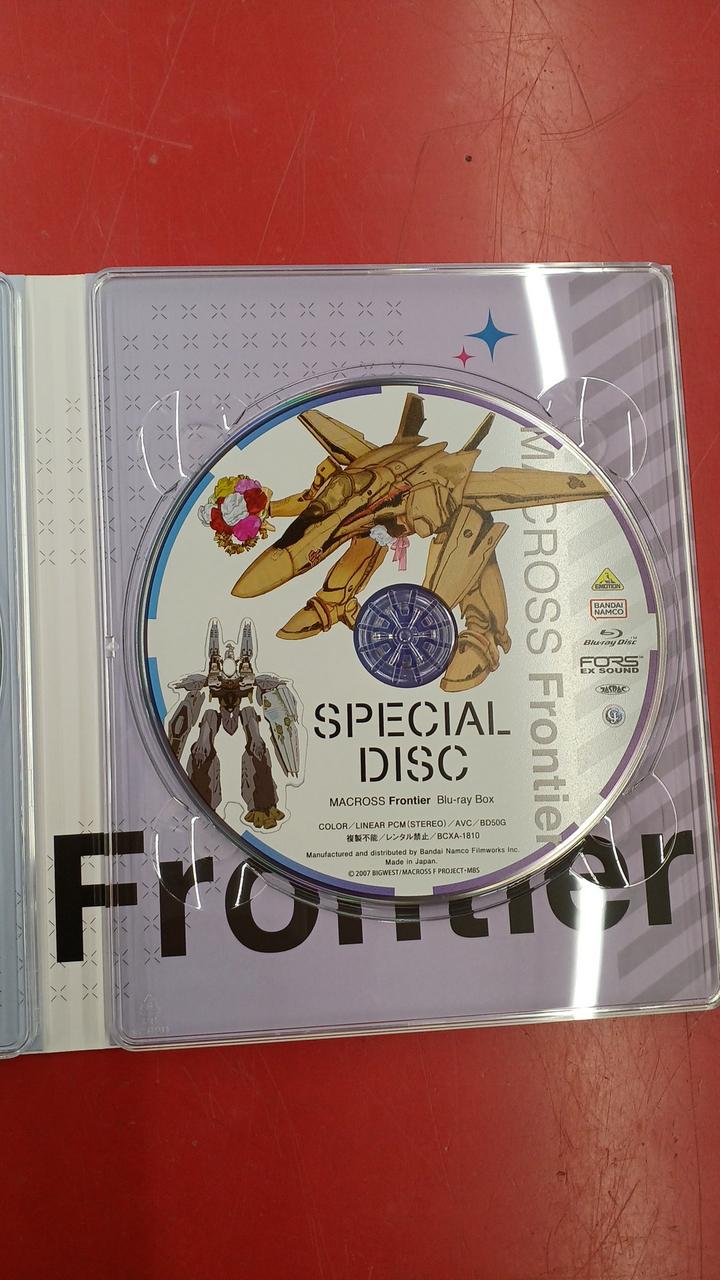 MACROSS Frontier
EMOTION
BANDAI
NAMCO
Blu-ray Disc
FORS
EX SOUND
JASRAC
SPECIAL
DISC
MACROSS Frontier Blu-ray Box
COLOR／LINEAR PCM(STEREO)／AVC／BD50G
複製不能／レンタル禁止／BCXA-1810
Manufactured and distributed by Bandai Namco Filmworks Inc.
Made in Japan.
© 2007 BIGWEST/MACROSS F PROJECT・MBS
Frontier